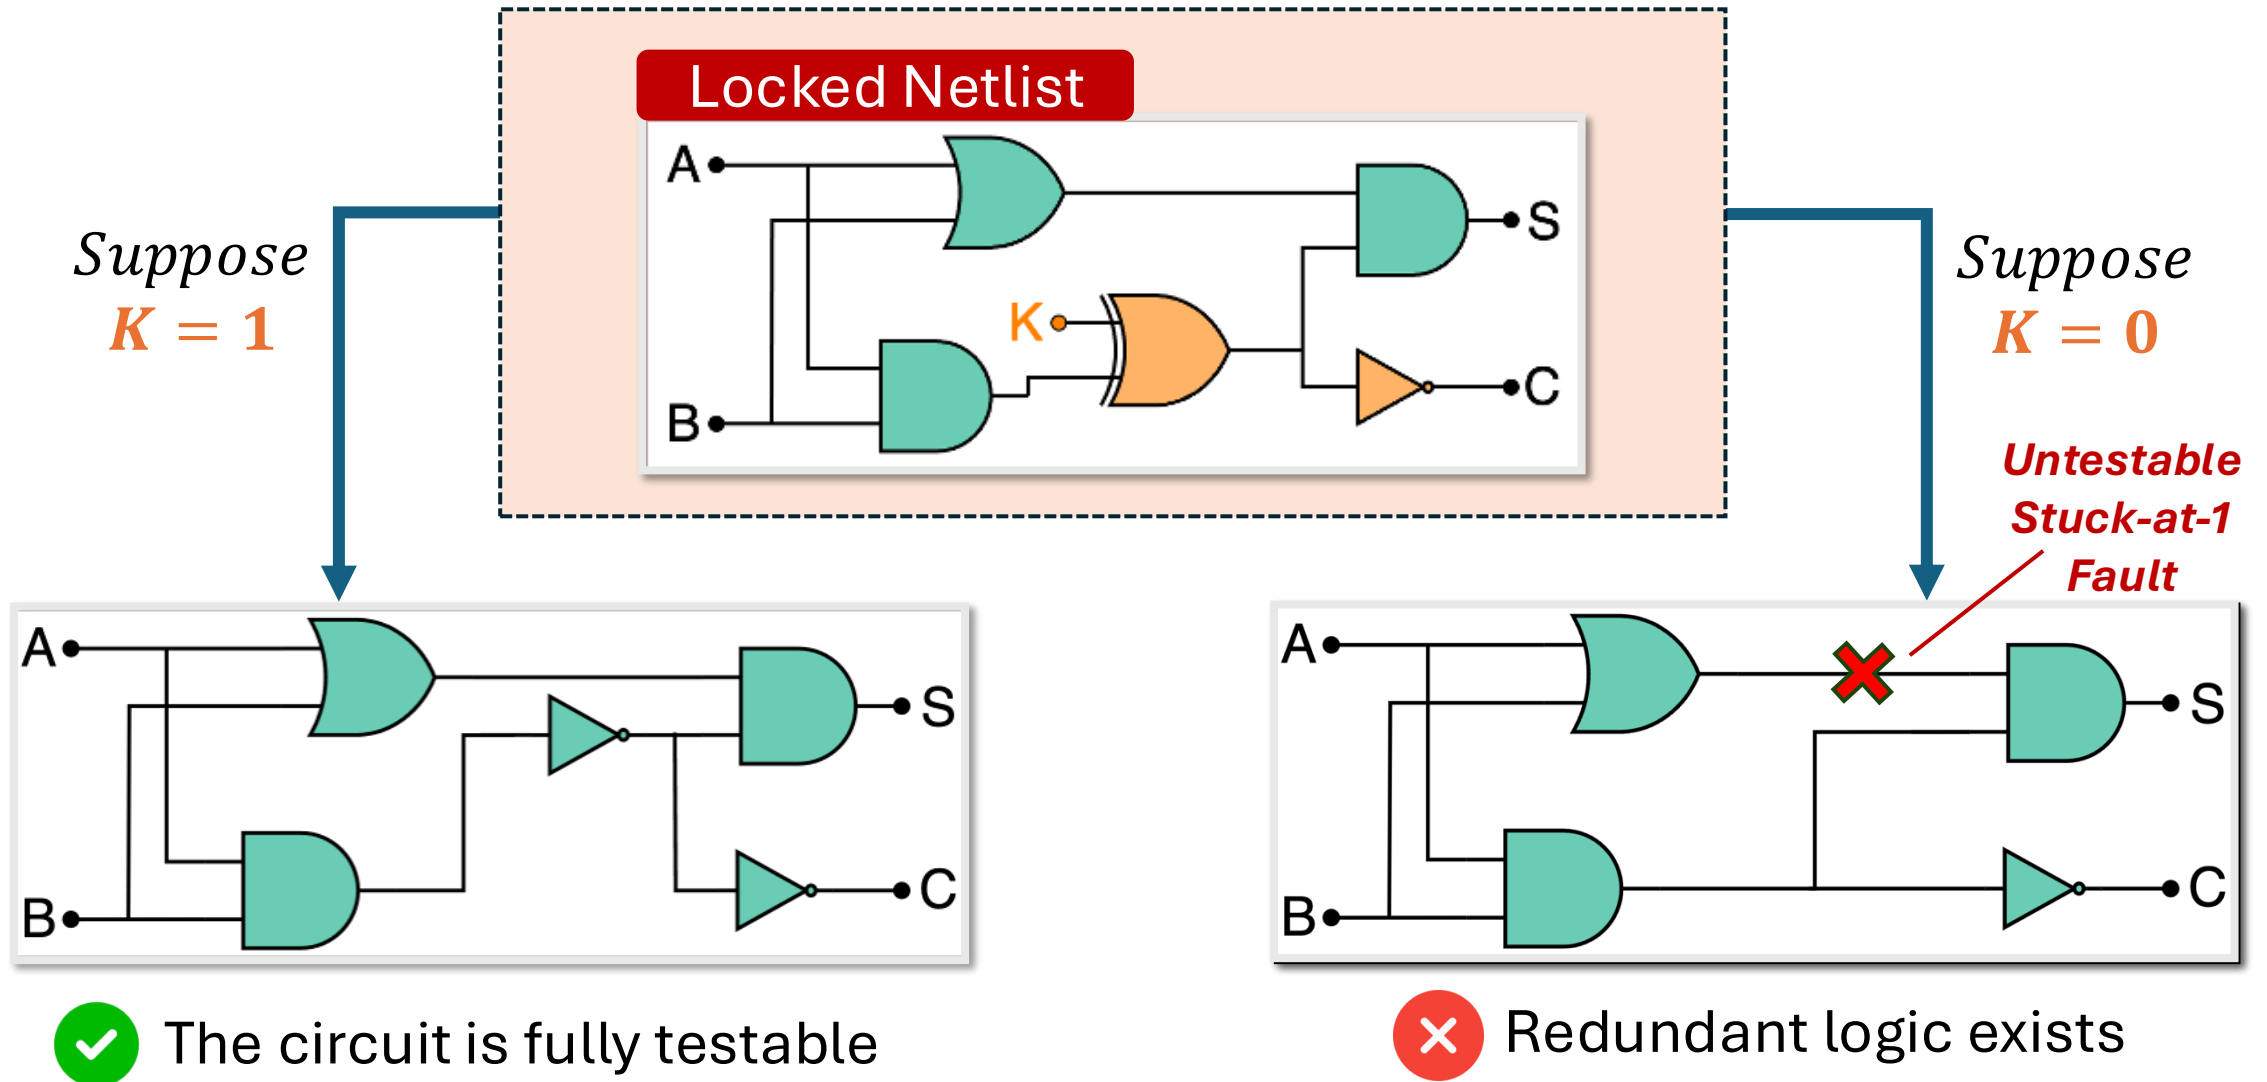 Locked Netlist
A
S
K
B
C
Suppose
K = 1
Suppose
K = 0
Untestable
Stuck-at-1
Fault
A
S
B
C
A
S
B
C
The circuit is fully testable
Redundant logic exists